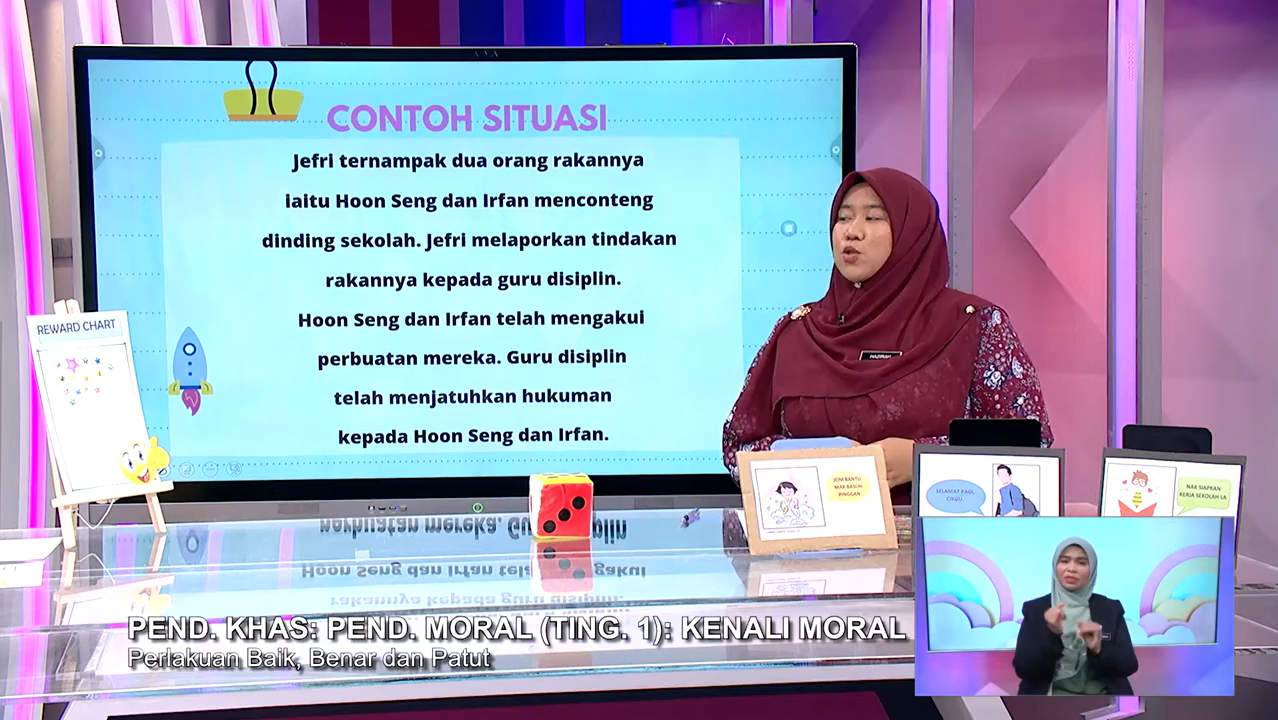 CONTOH SITUASI
Jefri ternampak dua orang rakannya
iaitu Hoon Seng dan Irfan menconteng
dinding sekolah. Jefri melaporkan tindakan
rakannya kepada guru disiplin.
Hoon Seng dan Irfan telah mengakui
perbuatan mereka. Guru disiplin
telah menjatuhkan hukuman
kepada Hoon Seng dan Irfan.
REWARD CHART
NAZIRAH
JOM BANTU
MAK BASUH
PINGGAN
SELAMAT PAGI,
CIKGU
NAK SIAPKAN
KERJA SEKOLAH LA
PEND. KHAS: PEND. MORAL (TING. 1): KENALI MORAL
Perlakuan Baik, Benar dan Patut